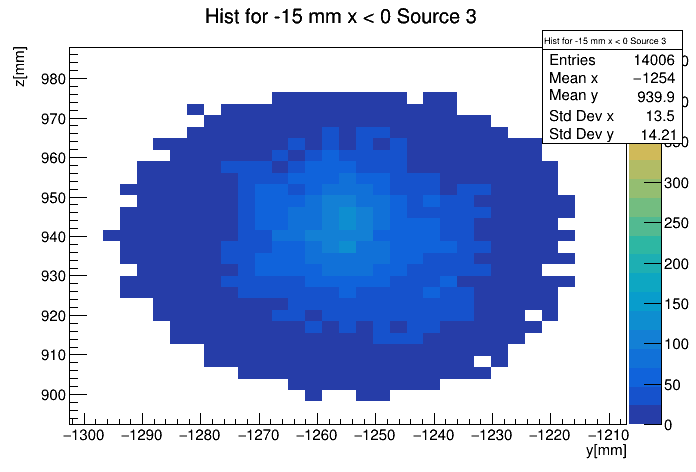 Hist for -15 mm x < 0 Source 3
Hist for -15 mm x < 0 Source 3
Entries 14006
Mean x −1254
Mean y 939.9
Std Dev x 13.5
Std Dev y 14.21
z[mm]
980
970
960
950
940
930
920
910
900
300
250
200
150
100
50
0
−1300 −1290 −1280 −1270 −1260 −1250 −1240 −1230 −1220 −1210
y[mm]